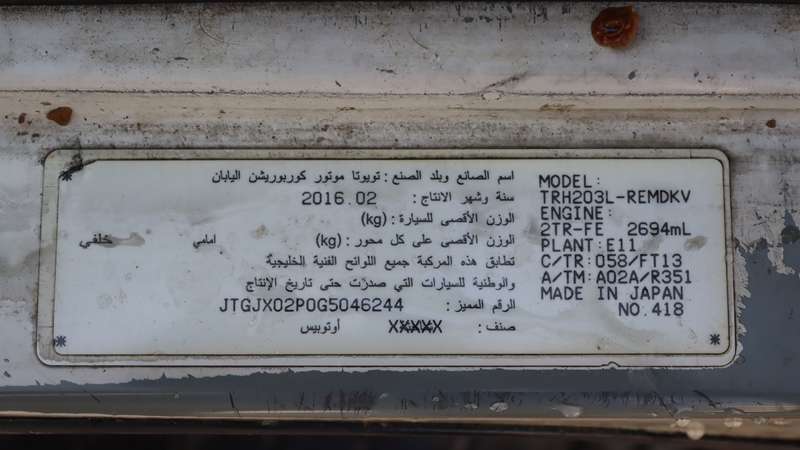 اسم الصانع وبلد الصنع : تويوتا موتور كوربوريشن اليابان
سنة وشهر الانتاج : 2016.02
الوزن الأقصى للسيارة : (kg)
الوزن الأقصى على كل محور : (kg) امامي خلفي
تطابق هذه المركبة جميع اللوائح الفنية الخليجية
والوطنية للسيارات التي صدرّت حتى تاريخ الإنتاج
الرقم المميز : JTGJX02P0G5046244
صنف : XXXXX أوتوبيس
MODEL:
TRH203L-REMDKV
ENGINE:
2TR-FE 2694mL
PLANT:E11
C/TR:058/FT13
A/TM:A02A/R351
MADE IN JAPAN
NO.418